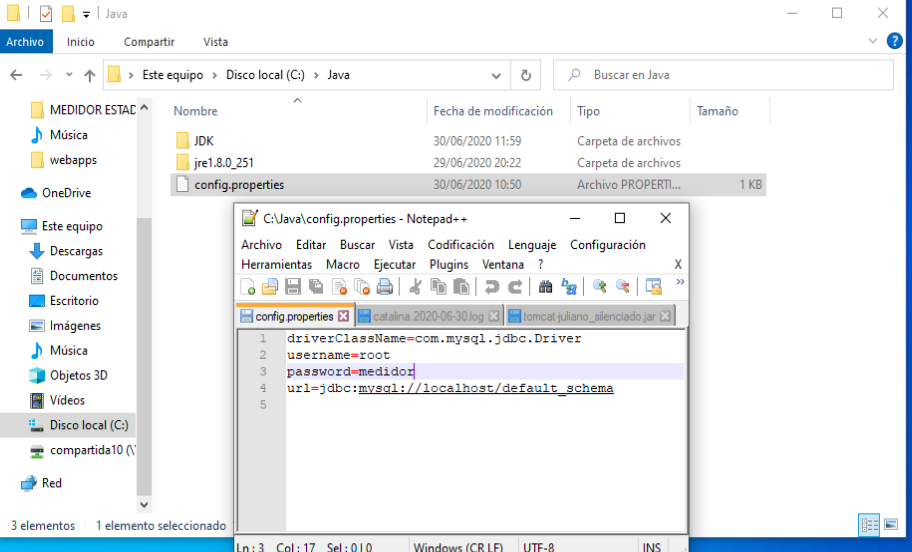 Java
Archivo Inicio Compartir Vista
Este equipo > Disco local (C:) > Java
Buscar en Java
MEDIDOR ESTAD
Música
webapps
OneDrive
Este equipo
Descargas
Documentos
Escritorio
Imágenes
Música
Objetos 3D
Vídeos
Disco local (C:)
compartida10 (\\
Red
Nombre Fecha de modificación Tipo Tamaño
JDK 30/06/2020 11:59 Carpeta de archivos
jre1.8.0_251 29/06/2020 20:22 Carpeta de archivos
config.properties 30/06/2020 10:50 Archivo PROPERTI... 1 KB
C:\Java\config.properties - Notepad++
Archivo Editar Buscar Vista Codificación Lenguaje Configuración
Herramientas Macro Ejecutar Plugins Ventana ? X
config.properties catalina.2020-06-30.log tomcat-juliano_silenciado.jar
1 driverClassName=com.mysql.jdbc.Driver
2 username=root
3 password=medidor
4 url=jdbc:mysql://localhost/default_schema
5
Ln : 3 Col : 17 Sel : 0 | 0 Windows (CR LF) UTF-8 INS
3 elementos 1 elemento seleccionado